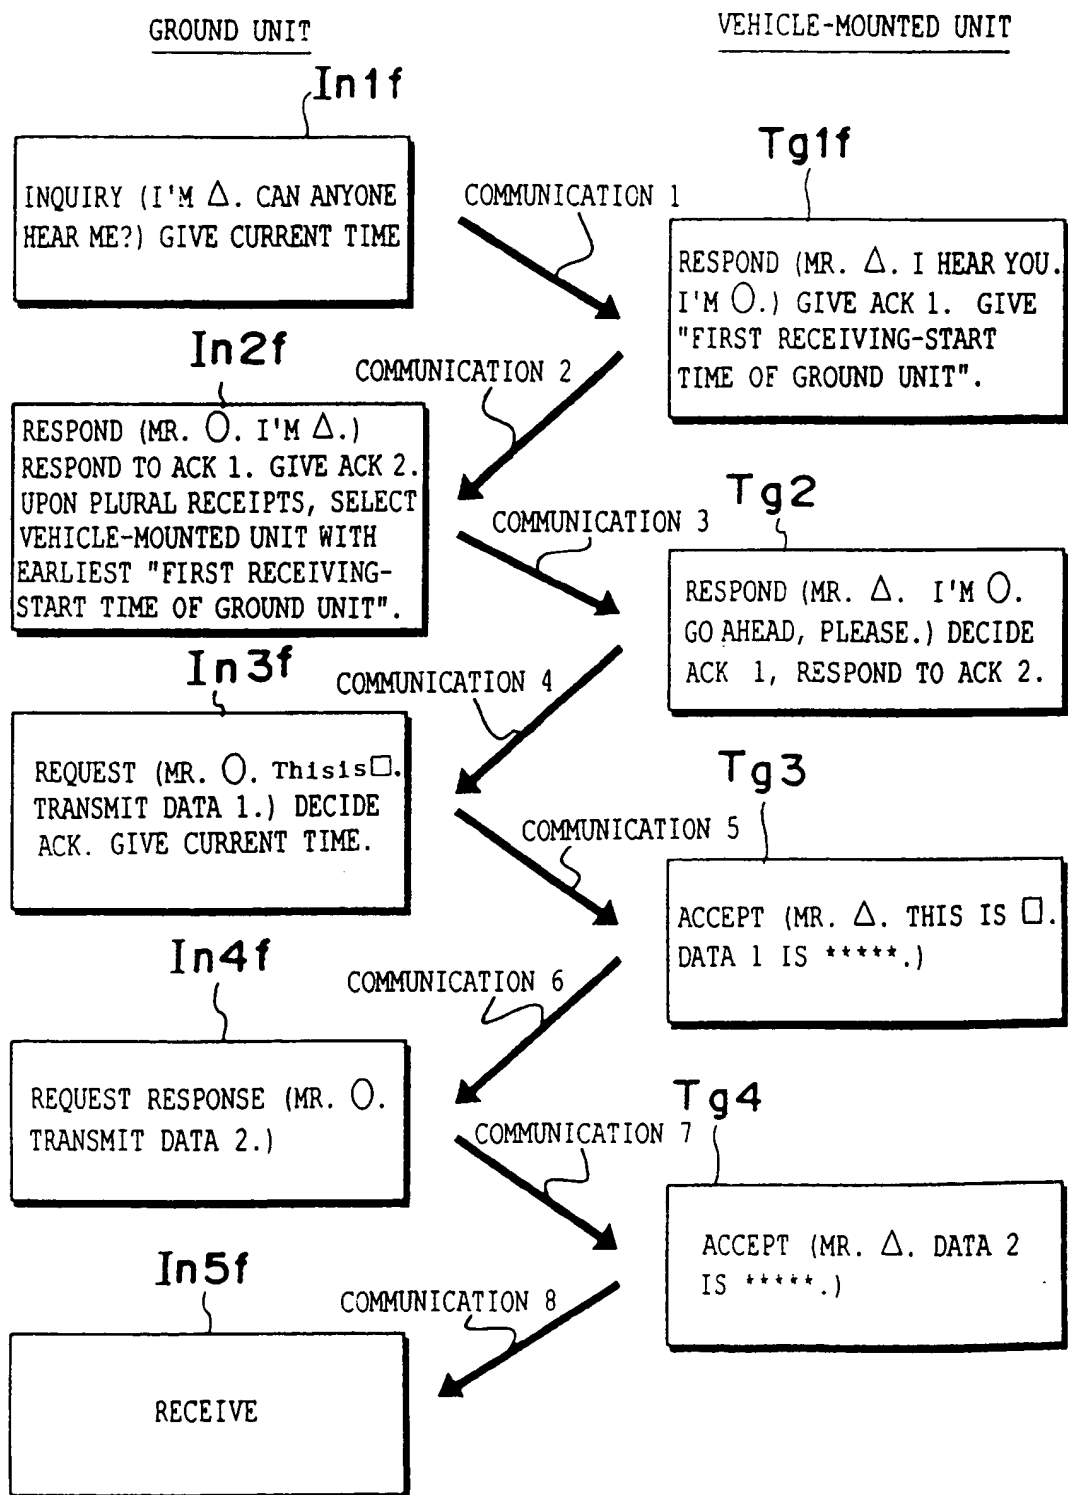 GROUND UNIT
VEHICLE-MOUNTED UNIT
In1f
INQUIRY (I'M △. CAN ANYONE
HEAR ME?) GIVE CURRENT TIME
COMMUNICATION 1
Tg1f
RESPOND (MR. △. I HEAR YOU.
I'M ○.) GIVE ACK 1. GIVE
"FIRST RECEIVING-START
TIME OF GROUND UNIT".
COMMUNICATION 2
In2f
RESPOND (MR. ○. I'M △.)
RESPOND TO ACK 1. GIVE ACK 2.
UPON PLURAL RECEIPTS, SELECT
VEHICLE-MOUNTED UNIT WITH
EARLIEST "FIRST RECEIVING-
START TIME OF GROUND UNIT".
COMMUNICATION 3
Tg2
RESPOND (MR. △. I'M ○.
GO AHEAD, PLEASE.) DECIDE
ACK 1, RESPOND TO ACK 2.
COMMUNICATION 4
In3f
REQUEST (MR. ○. Thisis□.
TRANSMIT DATA 1.) DECIDE
ACK. GIVE CURRENT TIME.
COMMUNICATION 5
Tg3
ACCEPT (MR. △. THIS IS □.
DATA 1 IS *****.)
COMMUNICATION 6
In4f
REQUEST RESPONSE (MR. ○.
TRANSMIT DATA 2.)
COMMUNICATION 7
Tg4
ACCEPT (MR. △. DATA 2
IS *****.)
COMMUNICATION 8
In5f
RECEIVE